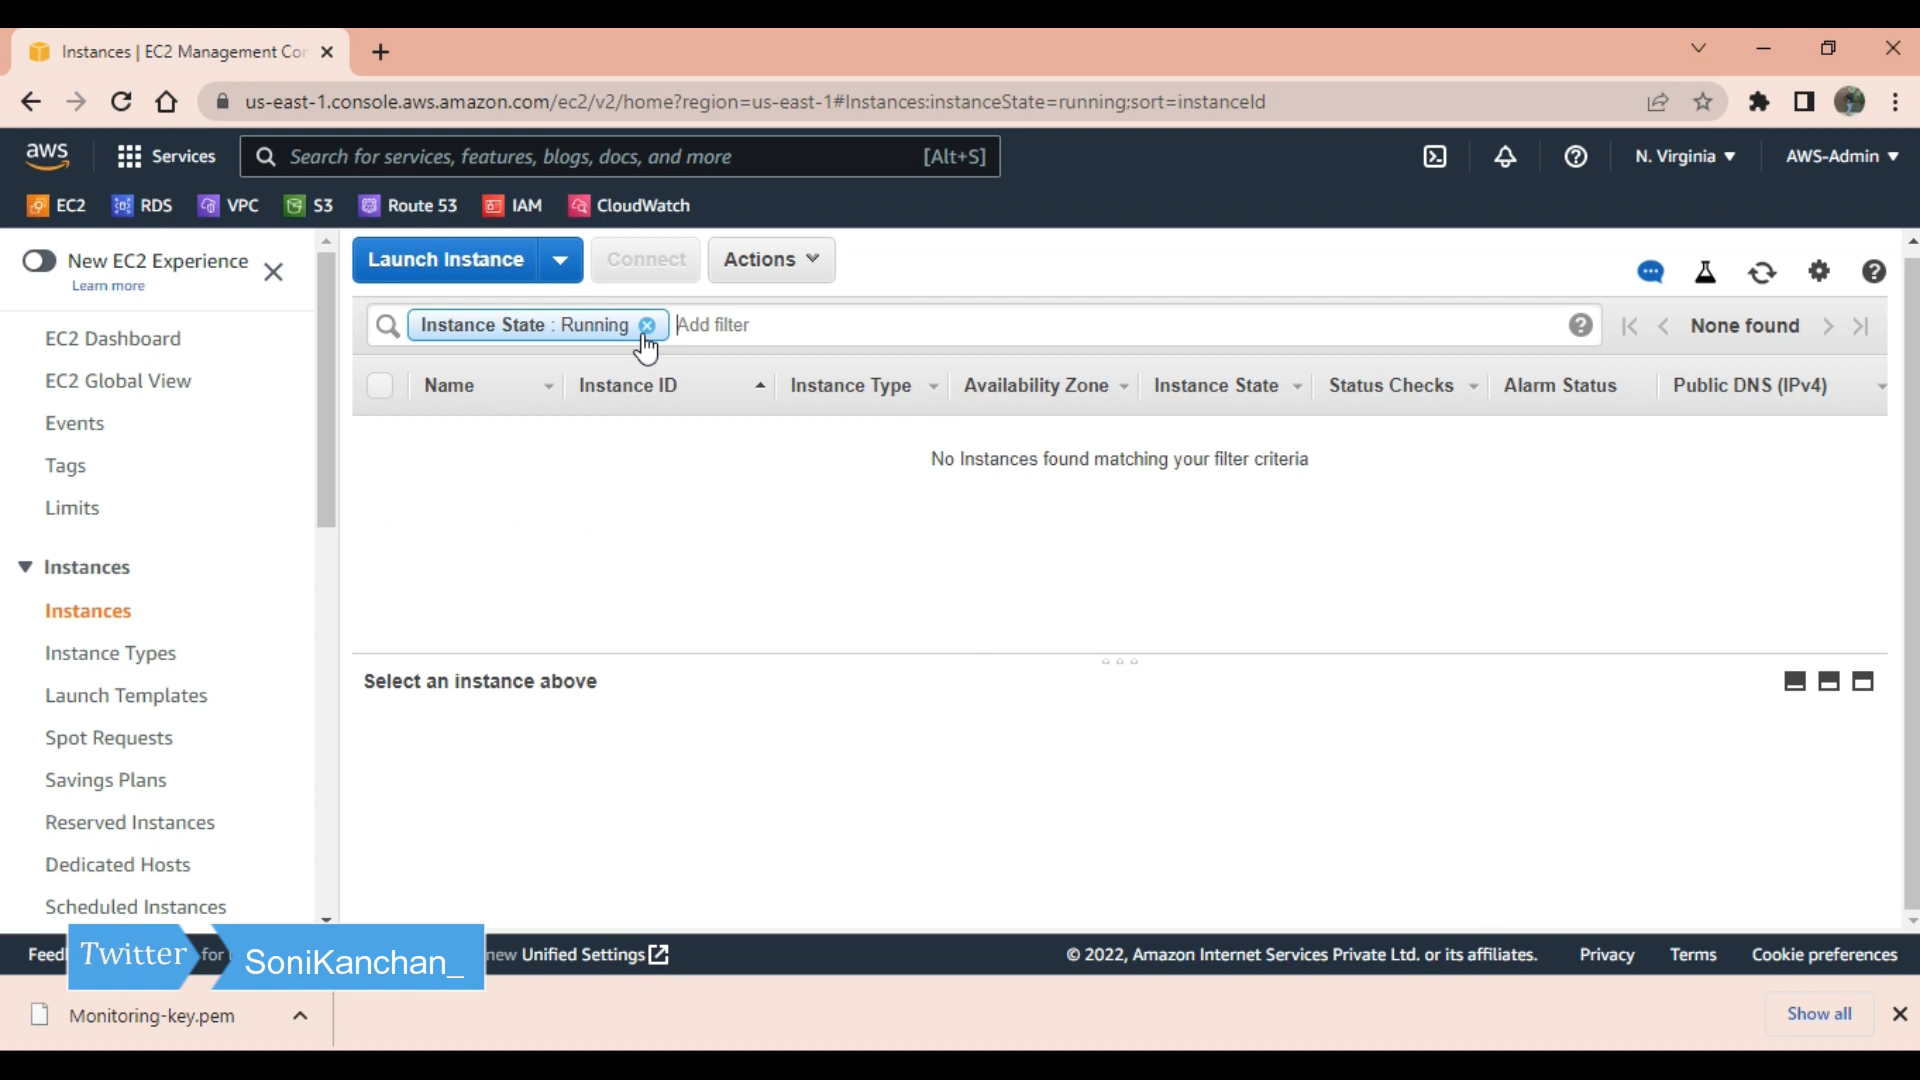 Instances | EC2 Management Con
us-east-1.console.aws.amazon.com/ec2/v2/home?region=us-east-1#Instances:instanceState=running;sort=instanceId
aws
Services
Search for services, features, blogs, docs, and more [Alt+S]
N. Virginia
AWS-Admin
EC2 RDS VPC S3 Route 53 IAM CloudWatch
New EC2 Experience
Learn more
Launch Instance
Connect
Actions
Instance State : Running
Add filter
None found
Name Instance ID Instance Type Availability Zone Instance State Status Checks Alarm Status Public DNS (IPv4)
No Instances found matching your filter criteria
Select an instance above
EC2 Dashboard
EC2 Global View
Events
Tags
Limits
Instances
Instances
Instance Types
Launch Templates
Spot Requests
Savings Plans
Reserved Instances
Dedicated Hosts
Scheduled Instances
Twitter
SoniKanchan_
for
new Unified Settings
© 2022, Amazon Internet Services Private Ltd. or its affiliates.
Privacy
Terms
Cookie preferences
Monitoring-key.pem
Show all